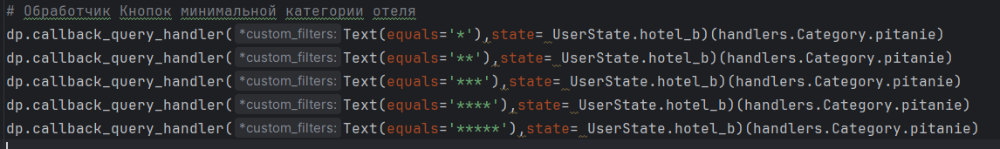 # Обработчик Кнопок минимальной категории отеля
dp.callback_query_handler( *custom_filters: Text(equals='*'),state= UserState.hotel_b)(handlers.Category.pitanie)
dp.callback_query_handler( *custom_filters: Text(equals='**'),state= UserState.hotel_b)(handlers.Category.pitanie)
dp.callback_query_handler( *custom_filters: Text(equals='***'),state= UserState.hotel_b)(handlers.Category.pitanie)
dp.callback_query_handler( *custom_filters: Text(equals='****'),state= UserState.hotel_b)(handlers.Category.pitanie)
dp.callback_query_handler( *custom_filters: Text(equals='*****'),state= UserState.hotel_b)(handlers.Category.pitanie)